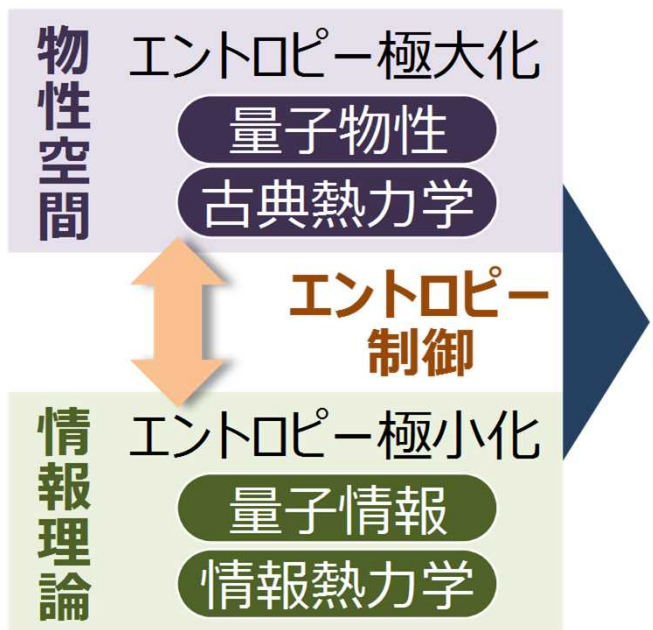 物性空間
エントロピー極大化
量子物性
古典熱力学
エントロピー
制御
情報理論
エントロピー極小化
量子情報
情報熱力学